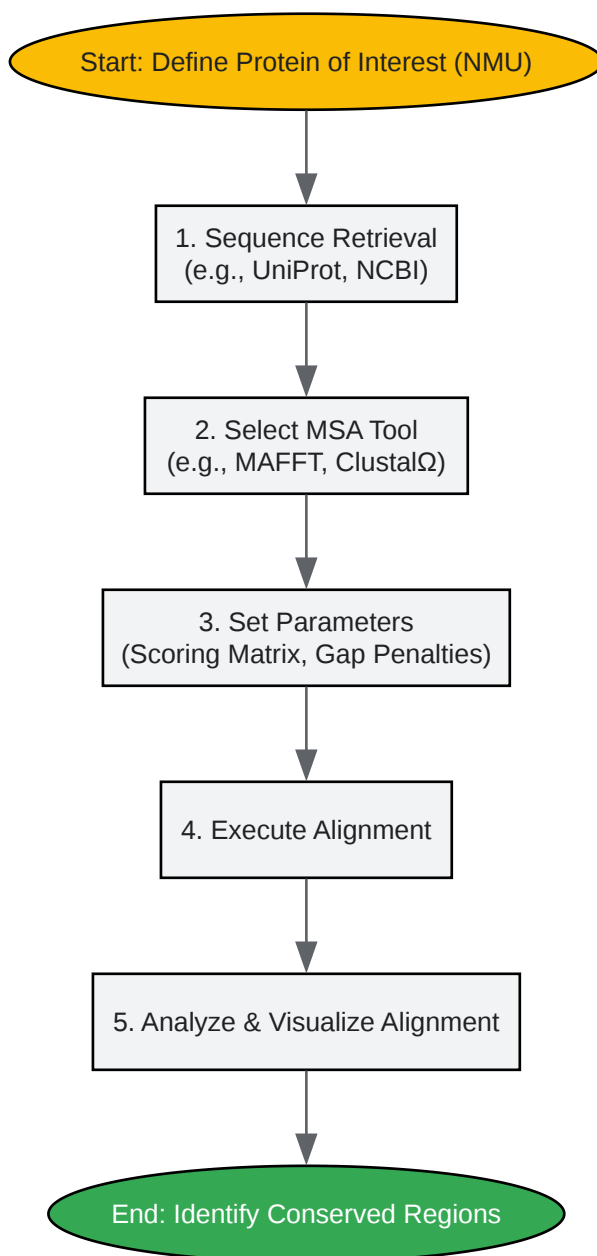 Start: Define Protein of Interest (NMU)
1. Sequence Retrieval
(e.g., UniProt, NCBI)
2. Select MSA Tool
(e.g., MAFFT, ClustalΩ)
3. Set Parameters
(Scoring Matrix, Gap Penalties)
4. Execute Alignment
5. Analyze & Visualize Alignment
End: Identify Conserved Regions